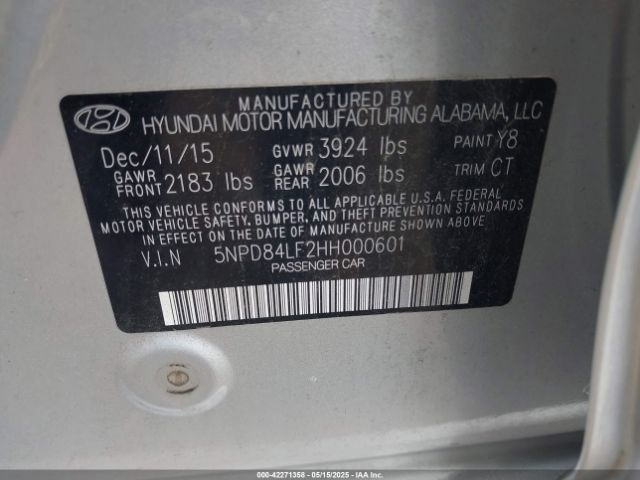 MANUFACTURED BY
HYUNDAI MOTOR MANUFACTURING ALABAMA, LLC
Dec/11/15 GVWR 3924 lbs PAINT Y8
GAWR FRONT 2183 lbs GAWR REAR 2006 lbs TRIM CT
THIS VEHICLE CONFORMS TO ALL APPLICABLE U.S.A. FEDERAL
MOTOR VEHICLE SAFETY, BUMPER, AND THEFT PREVENTION
STANDARDS IN EFFECT ON THE DATE OF MANUFACTURE SHOWN ABOVE.
V.I.N 5NPD84LF2HH000601
PASSENGER CAR
000-42271358 - 05/15/2025 - IAAI.COM